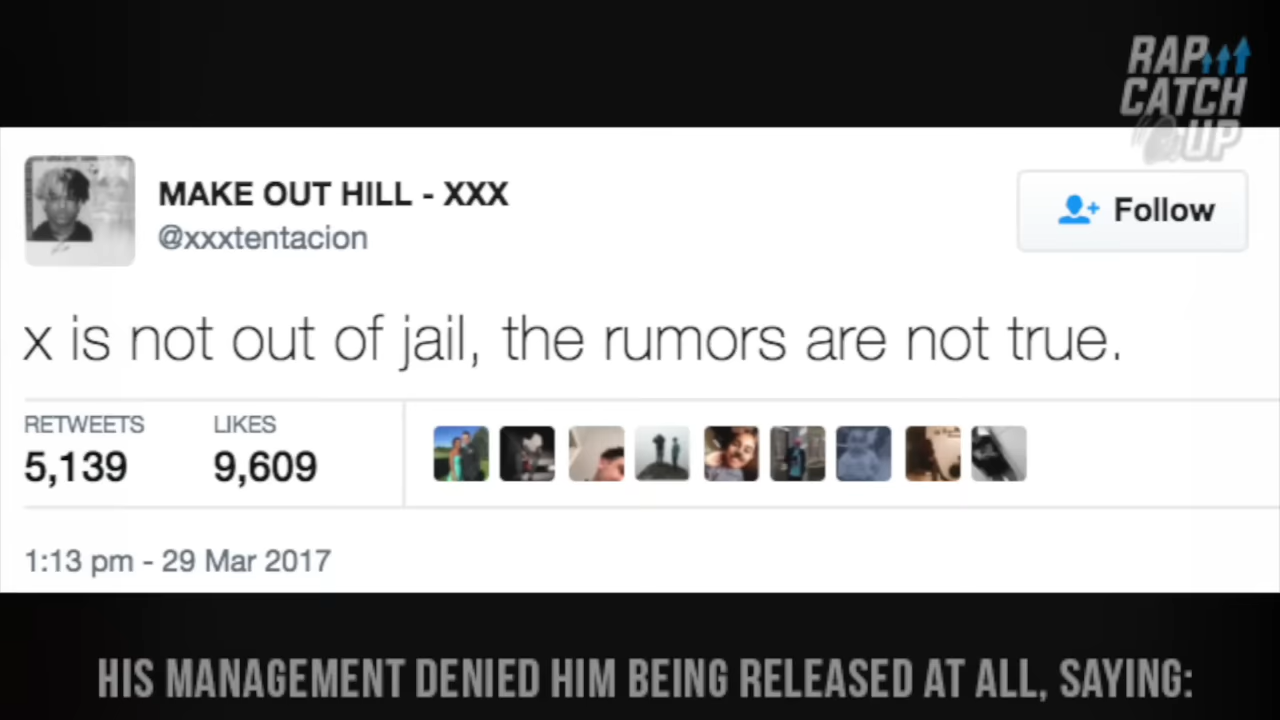 RAP
CATCH
UP
MAKE OUT HILL - XXX
@xxxtentacion
Follow
x is not out of jail, the rumors are not true.
RETWEETS LIKES
5,139 9,609
1:13 pm - 29 Mar 2017
HIS MANAGEMENT DENIED HIM BEING RELEASED AT ALL, SAYING: